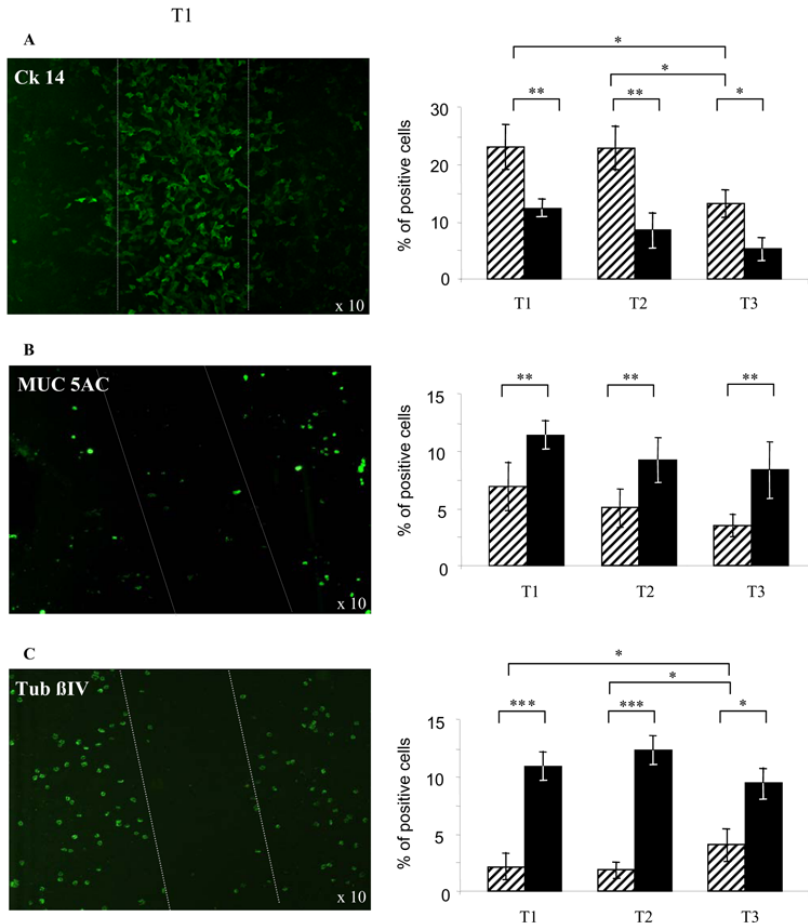 T1
A
Ck 14
x 10
*
*
** ** *
% of positive cells
30
20
10
0
T1 T2 T3
B
MUC 5AC
x 10
** ** **
% of positive cells
15
10
5
0
T1 T2 T3
C
Tub ßIV
x 10
*
*
*** *** *
% of positive cells
15
10
5
0
T1 T2 T3